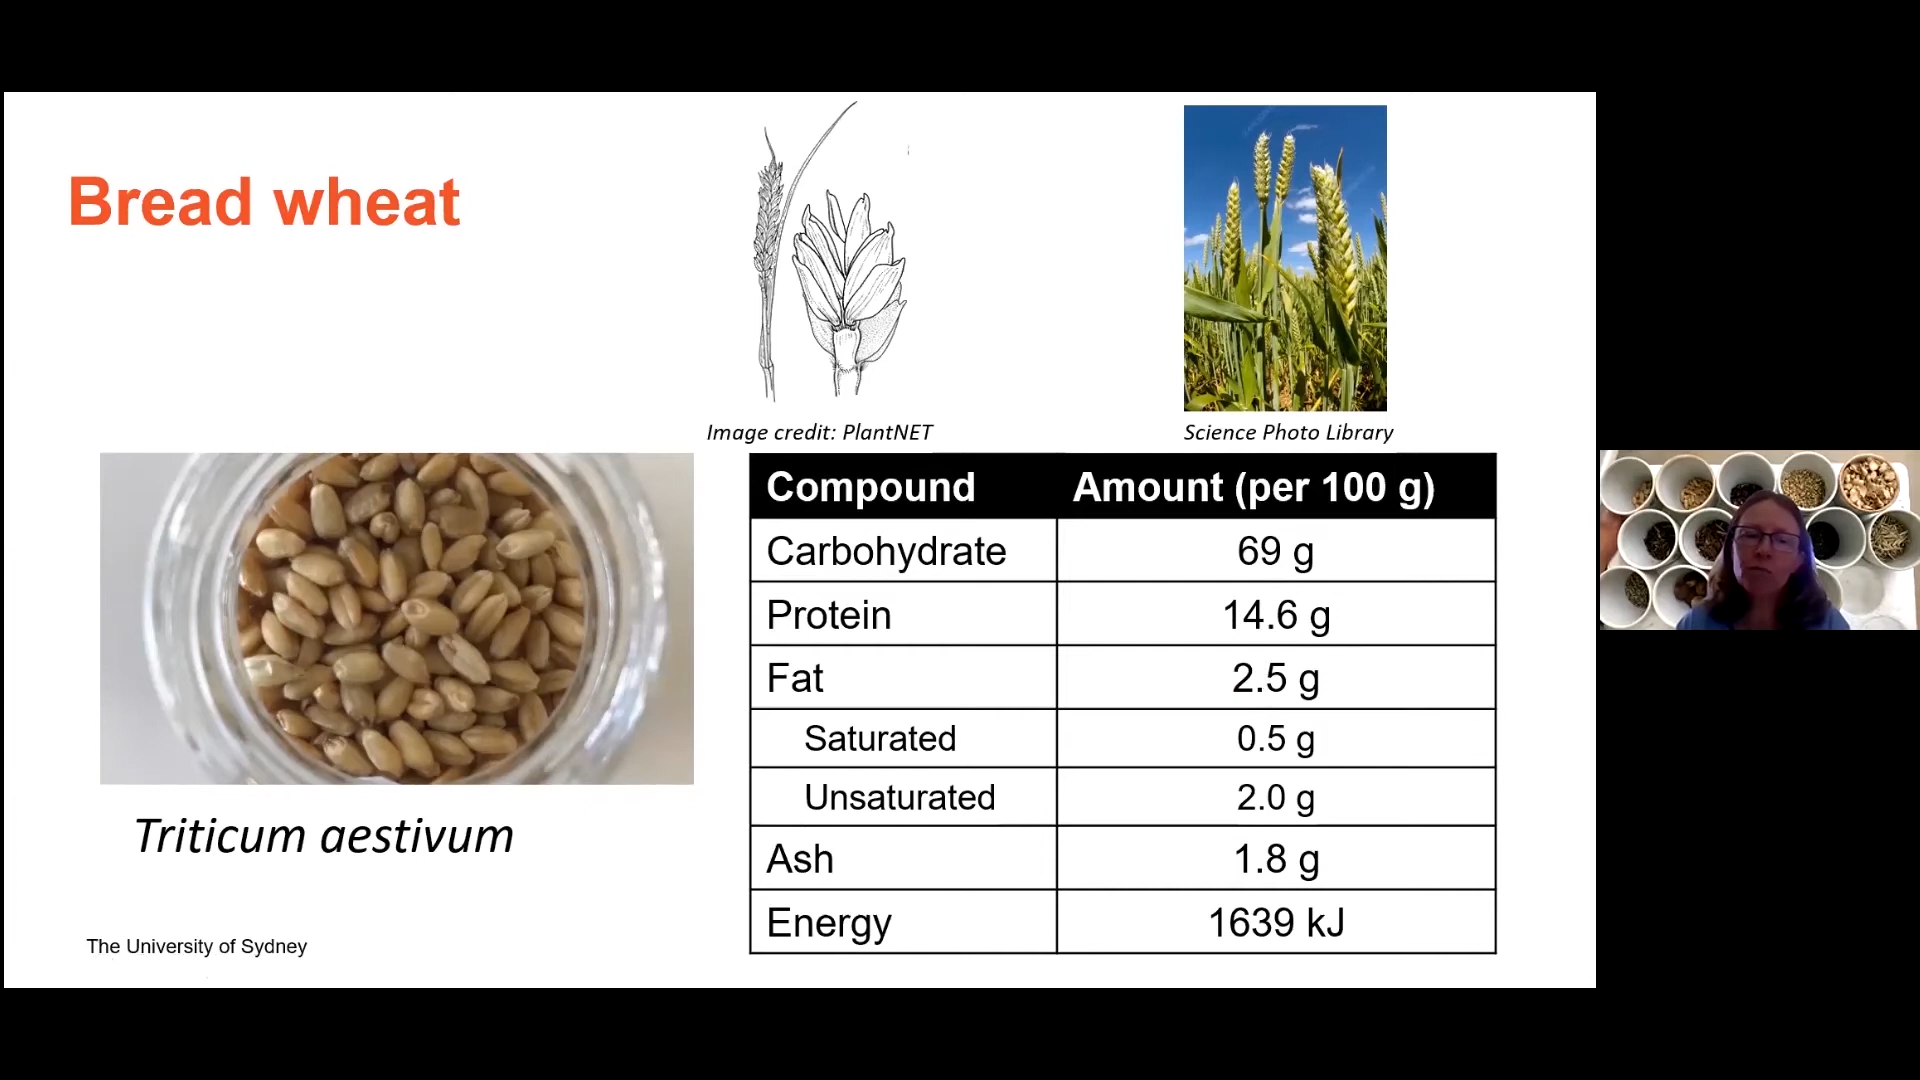 Bread wheat
Image credit: PlantNET
Science Photo Library
Triticum aestivum
Compound Amount (per 100 g)
Carbohydrate 69 g
Protein 14.6 g
Fat 2.5 g
Saturated 0.5 g
Unsaturated 2.0 g
Ash 1.8 g
Energy 1639 kJ
The University of Sydney